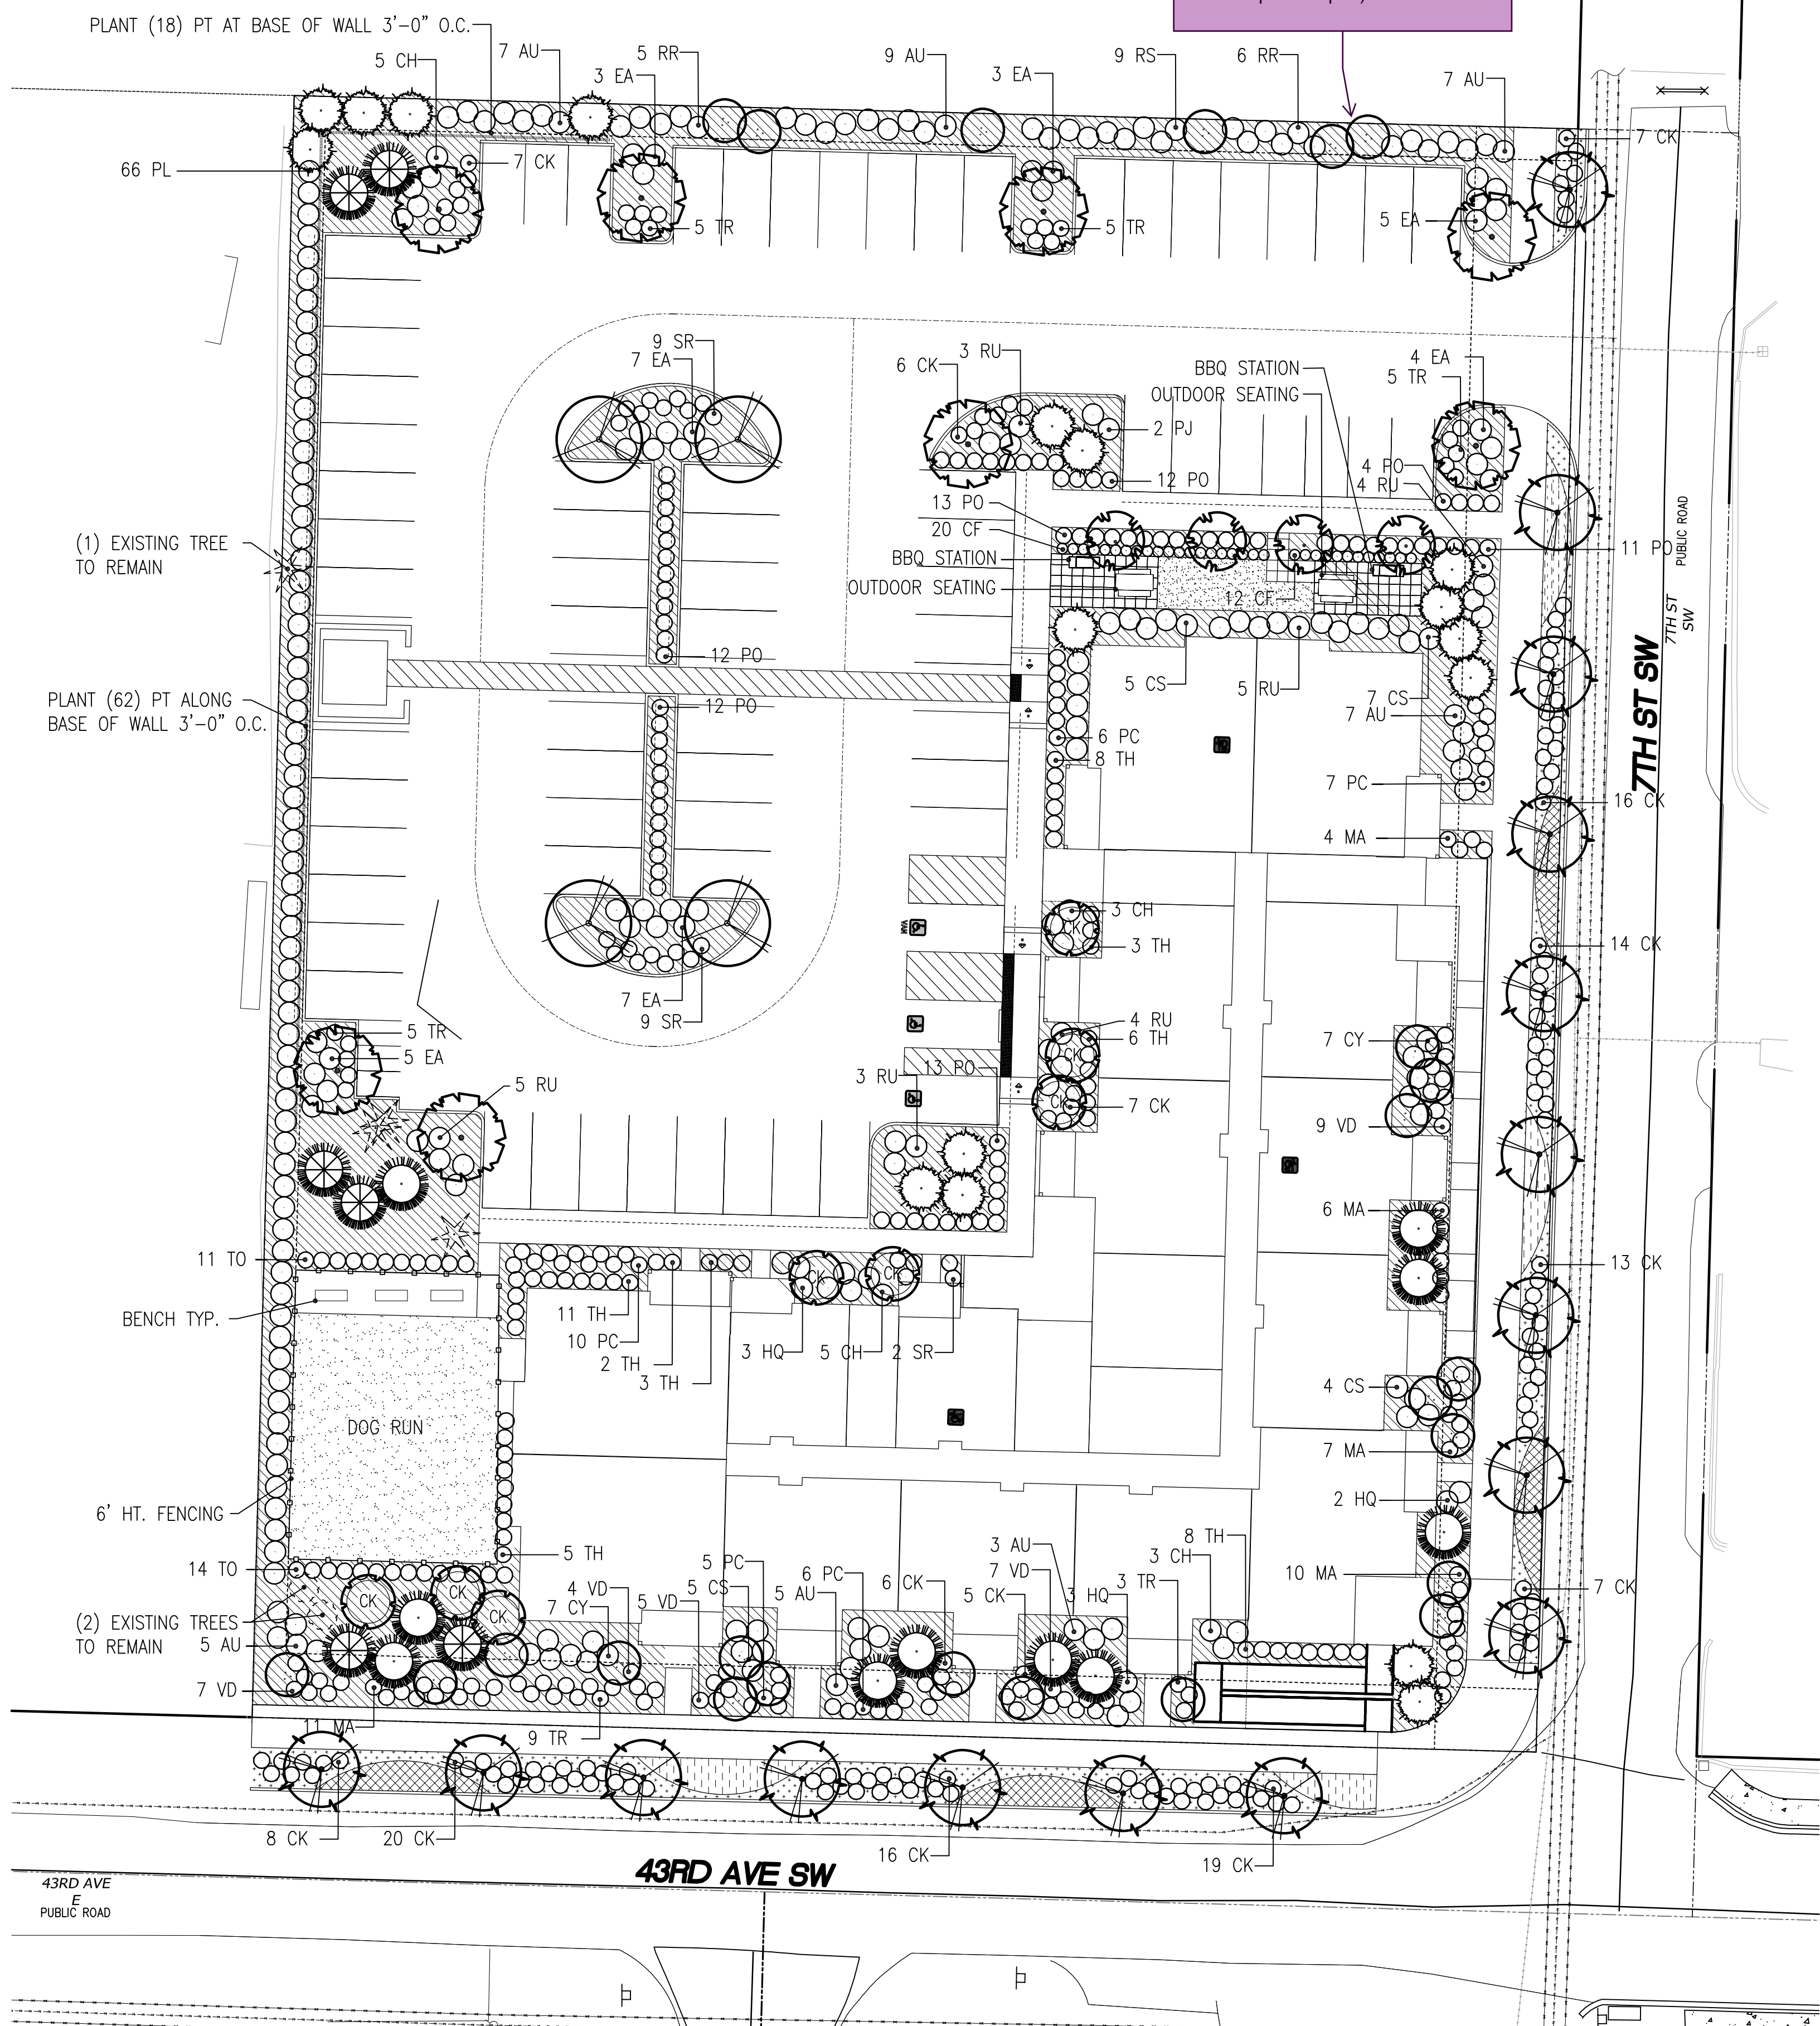 PLANT (18) PT AT BASE OF WALL 3'-0" O.C.
5 CH
7 AU
3 EA
5 RR
9 AU
3 EA
9 RS
6 RR
7 AU
7 CK
66 PL
7 CK
5 TR
5 TR
5 EA
9 SR
7 EA
6 CK
3 RU
BBQ STATION
OUTDOOR SEATING
4 EA
5 TR
2 PJ
12 PO
4 PO
4 RU
13 PO
20 CF
BBQ STATION
OUTDOOR SEATING
12 CF
11 PO
(1) EXISTING TREE
TO REMAIN
PUBLIC ROAD
7TH ST
SW
7TH ST SW
12 PO
5 CS
5 RU
7 CS
7 AU
PLANT (62) PT ALONG
BASE OF WALL 3'-0" O.C.
12 PO
6 PC
8 TH
7 PC
16 CK
4 MA
3 CH
CK
3 TH
14 CK
VAN
7 EA
9 SR
5 TR
5 EA
4 RU
6 TH
CK
7 CY
3 RU
13 PO
5 RU
CK
7 CK
9 VD
6 MA
11 TO
13 CK
CK
CK
BENCH TYP.
11 TH
10 PC
2 TH
3 TH
3 HQ
5 CH
2 SR
4 CS
DOG RUN
7 MA
6' HT. FENCING
2 HQ
14 TO
5 TH
8 TH
3 CH
3 AU
7 VD
5 PC
5 CS
6 PC
5 AU
6 CK
5 CK
3 HQ
3 TR
10 MA
7 CK
CK
CK
CK
4 VD
7 CY
5 VD
(2) EXISTING TREES
TO REMAIN
5 AU
7 VD
11 MA
9 TR
8 CK
20 CK
16 CK
19 CK
43RD AVE SW
43RD AVE
E
PUBLIC ROAD